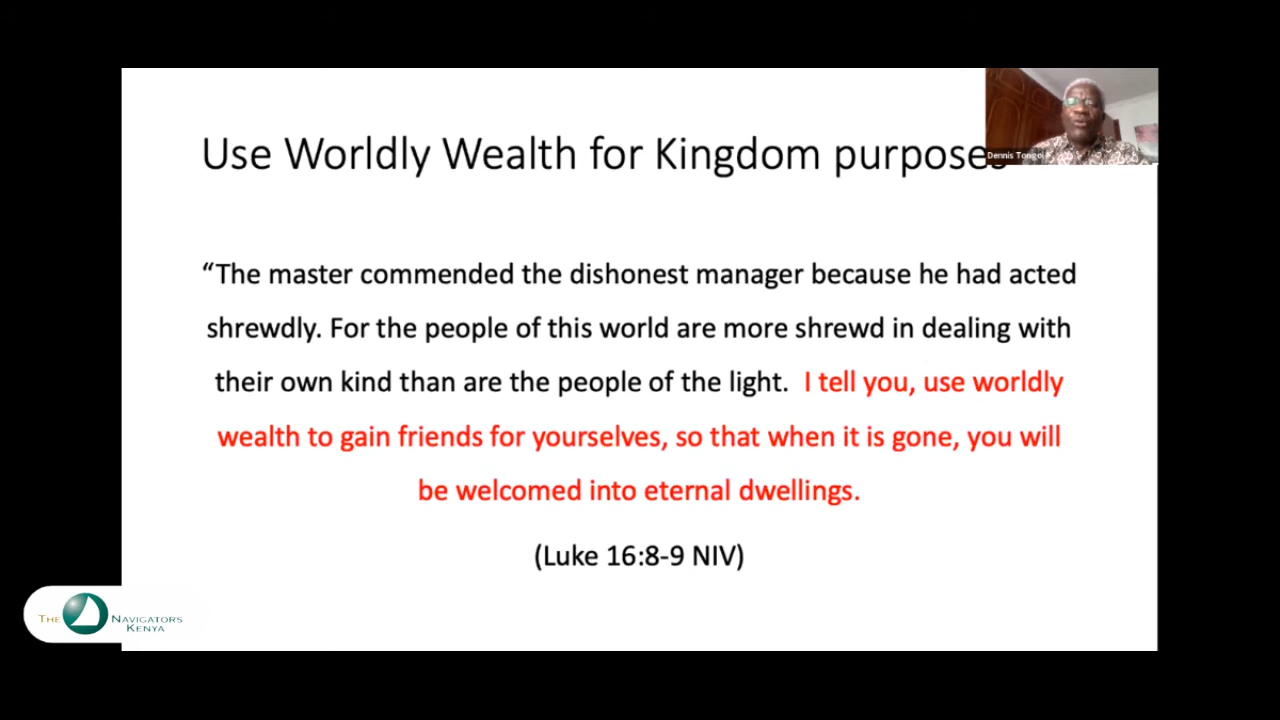 Use Worldly Wealth for Kingdom purposes
Dennis Tongoi
“The master commended the dishonest manager because he had acted
shrewdly. For the people of this world are more shrewd in dealing with
their own kind than are the people of the light. I tell you, use worldly
wealth to gain friends for yourselves, so that when it is gone, you will
be welcomed into eternal dwellings.
(Luke 16:8-9 NIV)
THE NAVIGATORS
KENYA